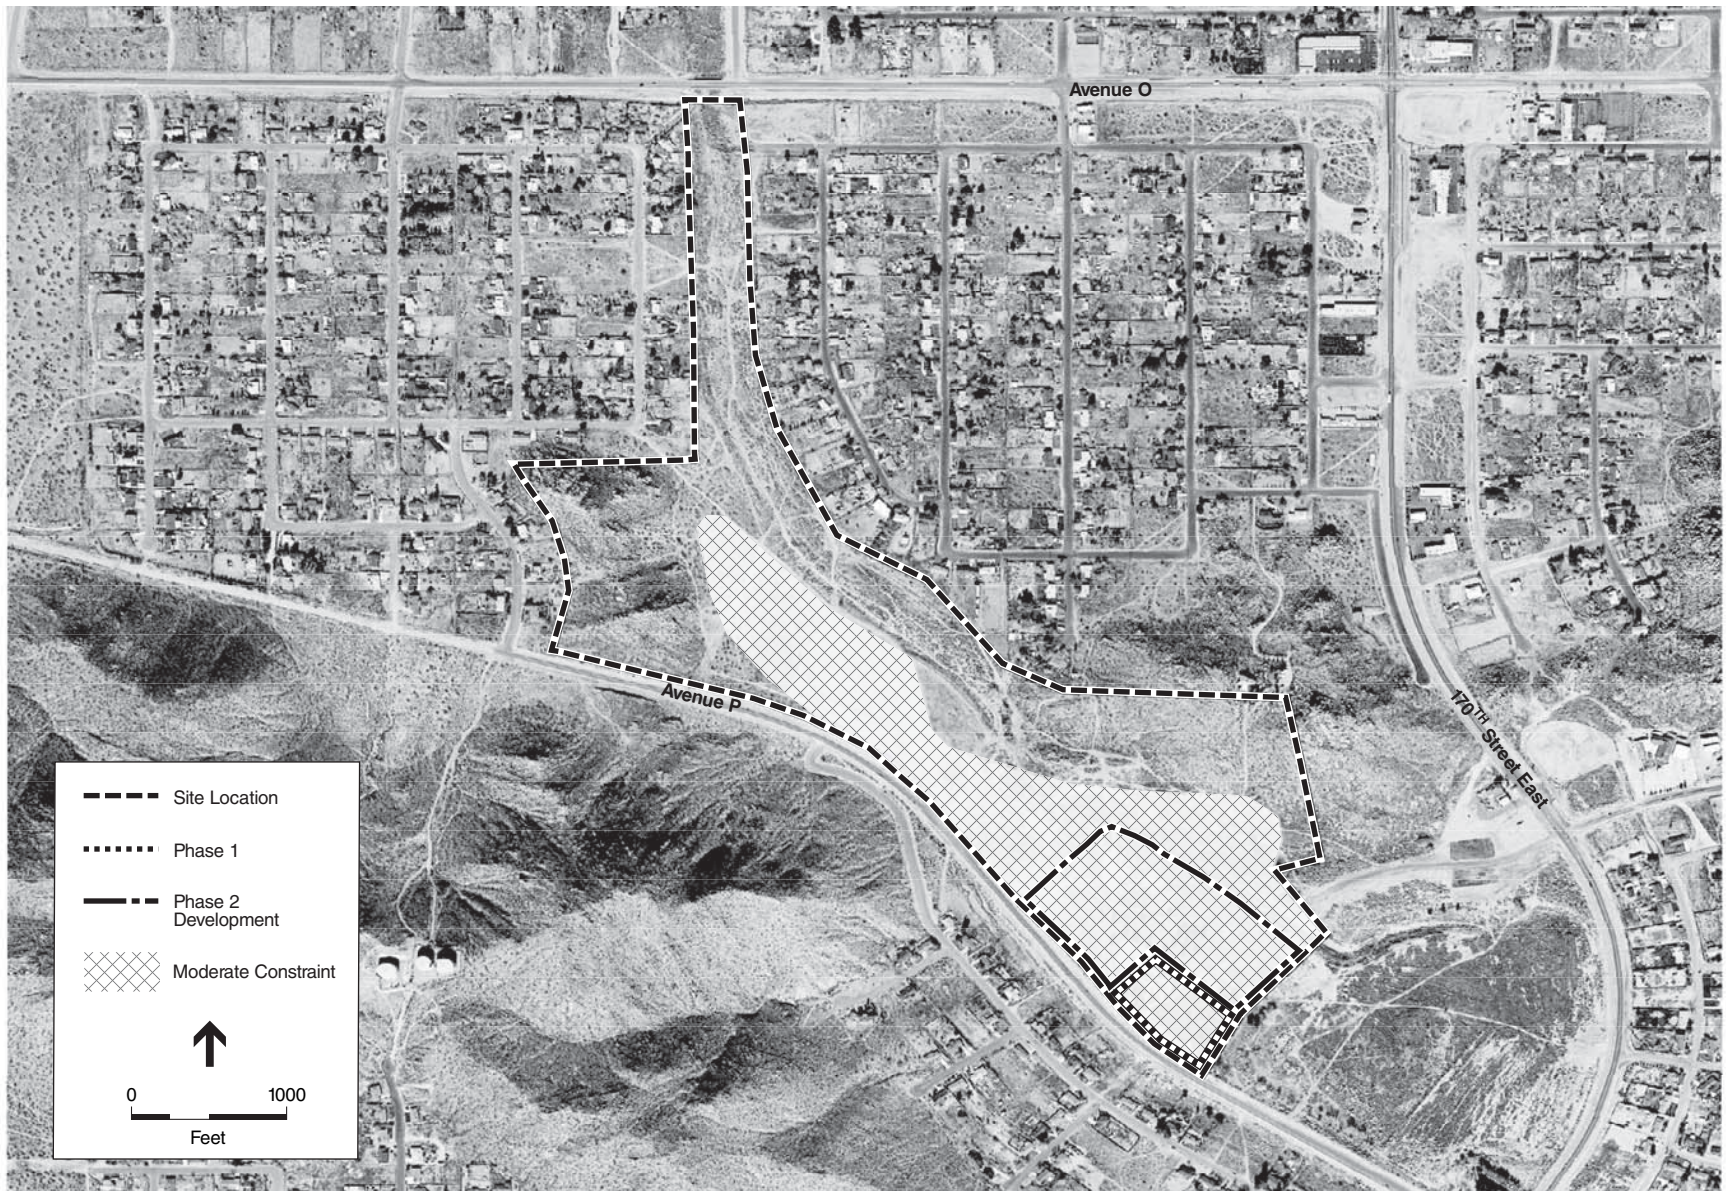 Avenue O
Avenue P
170TH Street East
Site Location
Phase 1
Phase 2
Development
Moderate Constraint
0 1000
Feet